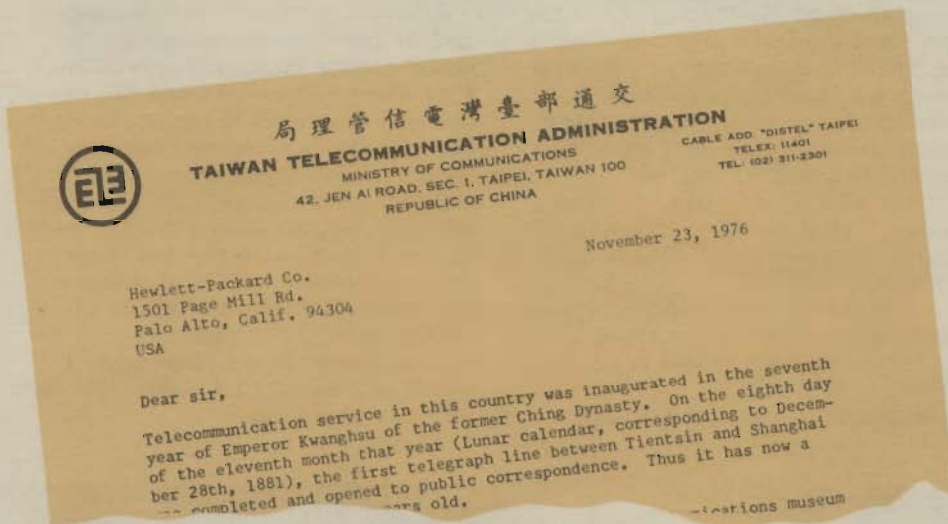 局理管信電灣臺部通交
TAIWAN TELECOMMUNICATION ADMINISTRATION
MINISTRY OF COMMUNICATIONS
42, JEN AI ROAD, SEC. 1, TAIPEI, TAIWAN 100
REPUBLIC OF CHINA
CABLE ADD. "DISTEL" TAIPEI
TELEX: 11401
TEL: (02) 311-2301
November 23, 1976
Hewlett-Packard Co.
1501 Page Mill Rd.
Palo Alto, Calif. 94304
USA
Dear sir,
Telecommunication service in this country was inaugurated in the seventh
year of Emperor Kwanghsu of the former Ching Dynasty. On the eighth day
of the eleventh month that year (Lunar calendar, corresponding to Decem-
ber 28th, 1881), the first telegraph line between Tientsin and Shanghai
completed and opened to public correspondence. Thus it has now a
old.
museum